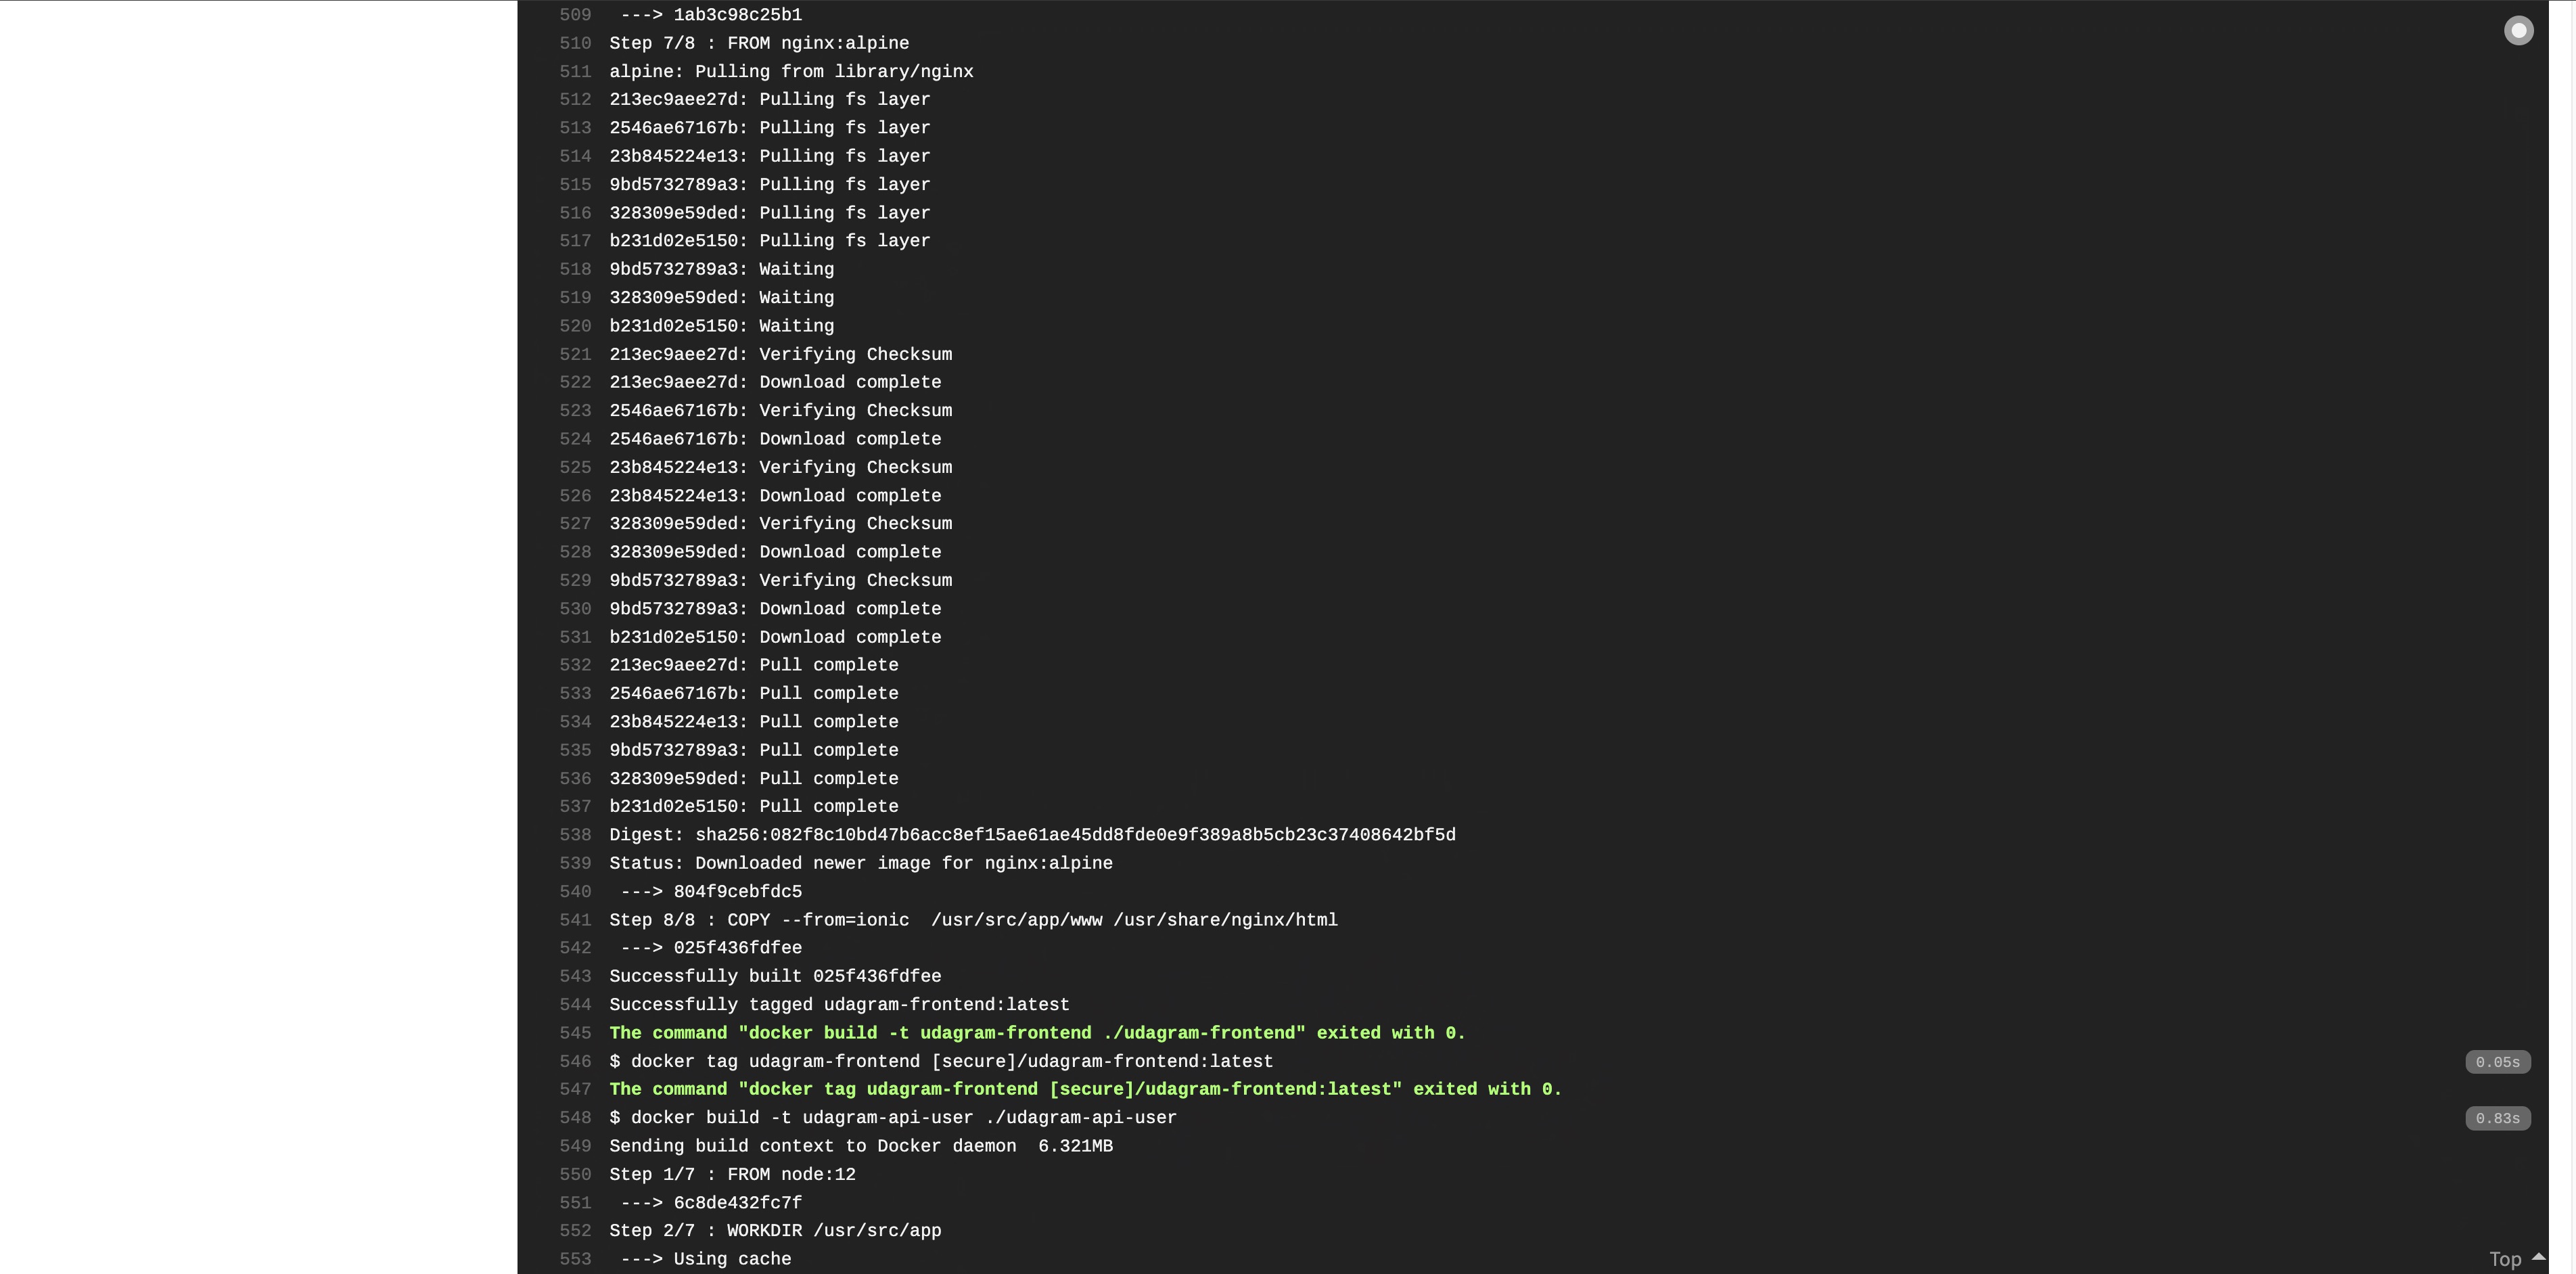 509 ---> 1ab3c98c25b1
510 Step 7/8 : FROM nginx:alpine
511 alpine: Pulling from library/nginx
512 213ec9aee27d: Pulling fs layer
513 2546ae67167b: Pulling fs layer
514 23b845224e13: Pulling fs layer
515 9bd5732789a3: Pulling fs layer
516 328309e59ded: Pulling fs layer
517 b231d02e5150: Pulling fs layer
518 9bd5732789a3: Waiting
519 328309e59ded: Waiting
520 b231d02e5150: Waiting
521 213ec9aee27d: Verifying Checksum
522 213ec9aee27d: Download complete
523 2546ae67167b: Verifying Checksum
524 2546ae67167b: Download complete
525 23b845224e13: Verifying Checksum
526 23b845224e13: Download complete
527 328309e59ded: Verifying Checksum
528 328309e59ded: Download complete
529 9bd5732789a3: Verifying Checksum
530 9bd5732789a3: Download complete
531 b231d02e5150: Download complete
532 213ec9aee27d: Pull complete
533 2546ae67167b: Pull complete
534 23b845224e13: Pull complete
535 9bd5732789a3: Pull complete
536 328309e59ded: Pull complete
537 b231d02e5150: Pull complete
538 Digest: sha256:082f8c10bd47b6acc8ef15ae61ae45dd8fde0e9f389a8b5cb23c37408642bf5d
539 Status: Downloaded newer image for nginx:alpine
540 ---> 804f9cebfdc5
541 Step 8/8 : COPY --from=ionic  /usr/src/app/www /usr/share/nginx/html
542 ---> 025f436fdfee
543 Successfully built 025f436fdfee
544 Successfully tagged udagram-frontend:latest
545 The command "docker build -t udagram-frontend ./udagram-frontend" exited with 0.
546 $ docker tag udagram-frontend [secure]/udagram-frontend:latest 0.05s
547 The command "docker tag udagram-frontend [secure]/udagram-frontend:latest" exited with 0.
548 $ docker build -t udagram-api-user ./udagram-api-user 0.83s
549 Sending build context to Docker daemon  6.321MB
550 Step 1/7 : FROM node:12
551 ---> 6c8de432fc7f
552 Step 2/7 : WORKDIR /usr/src/app
553 ---> Using cache
Top